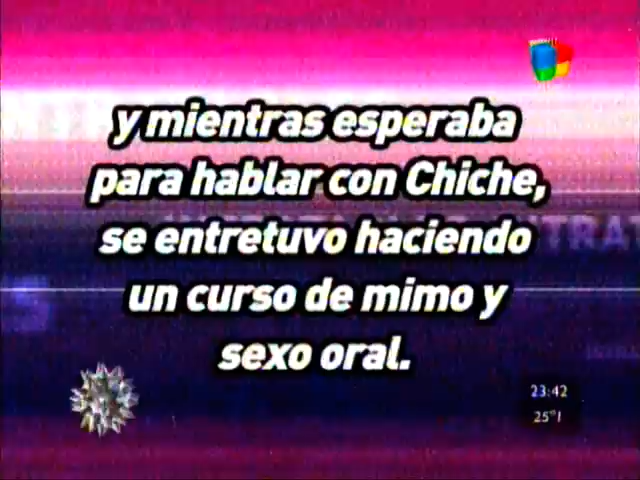 y mientras esperaba
para hablar con Chiche,
se entretuvo haciendo
un curso de mimo y
sexo oral.
23:42
25°